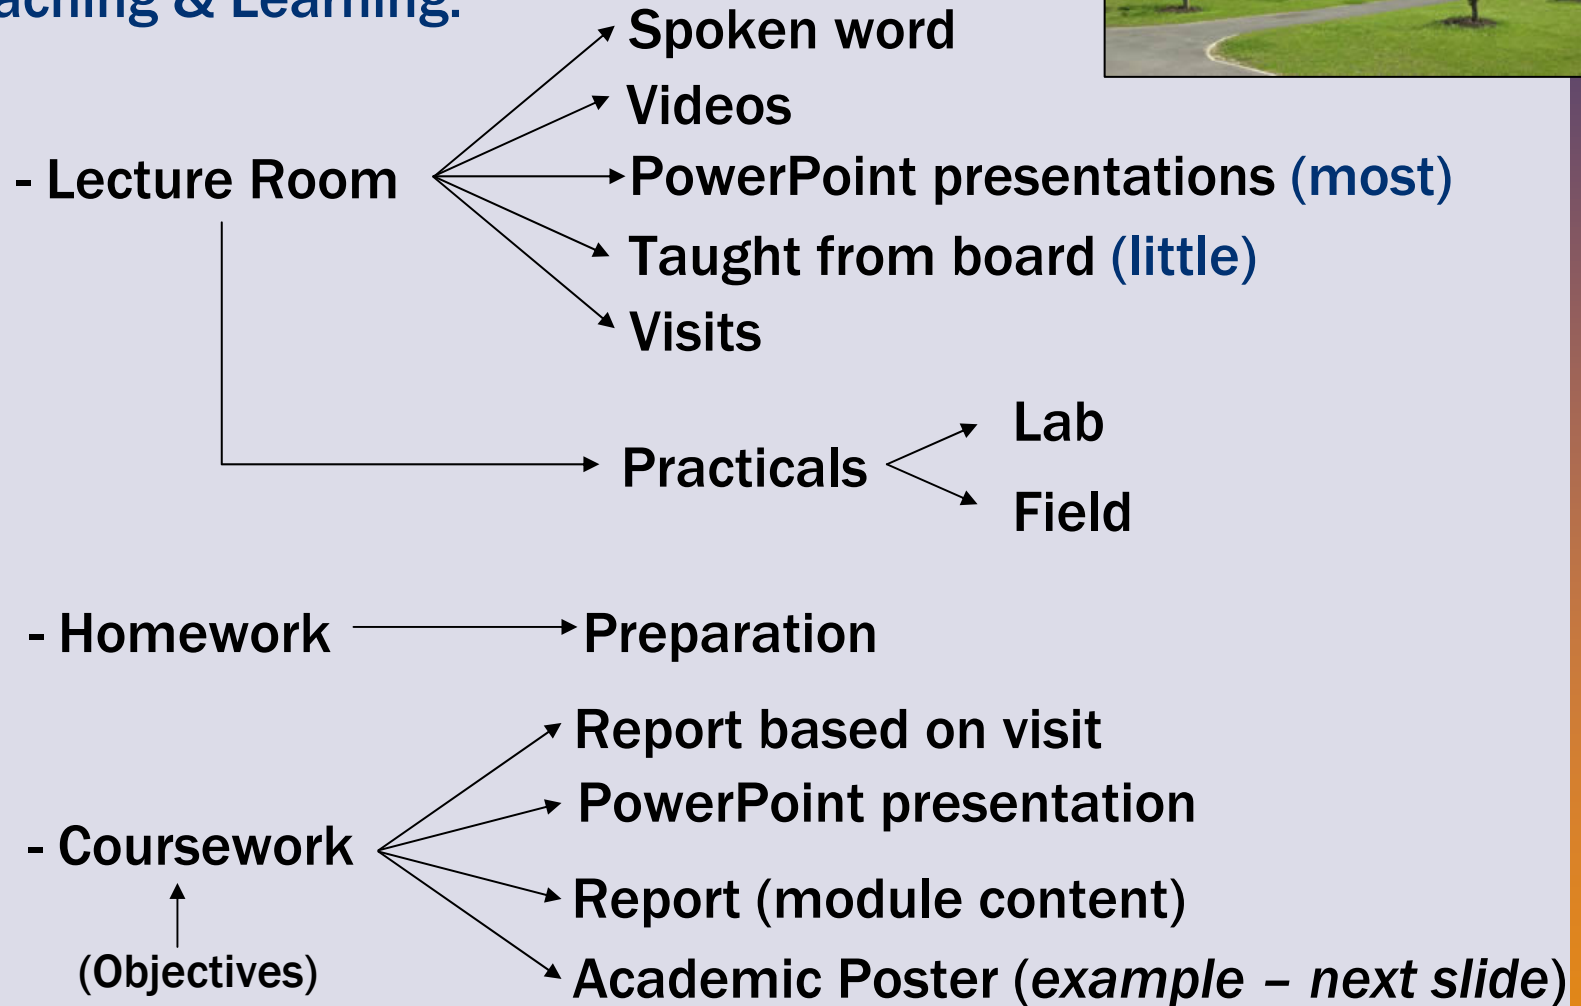 & Learning.
Spoken word
Videos
- Lecture Room
PowerPoint presentations (most)
Taught from board (little)
Visits
Practicals
Lab
Field
- Homework
Preparation
Report based on visit
PowerPoint presentation
- Coursework
Report (module content)
(Objectives)
Academic Poster (example – next slide)